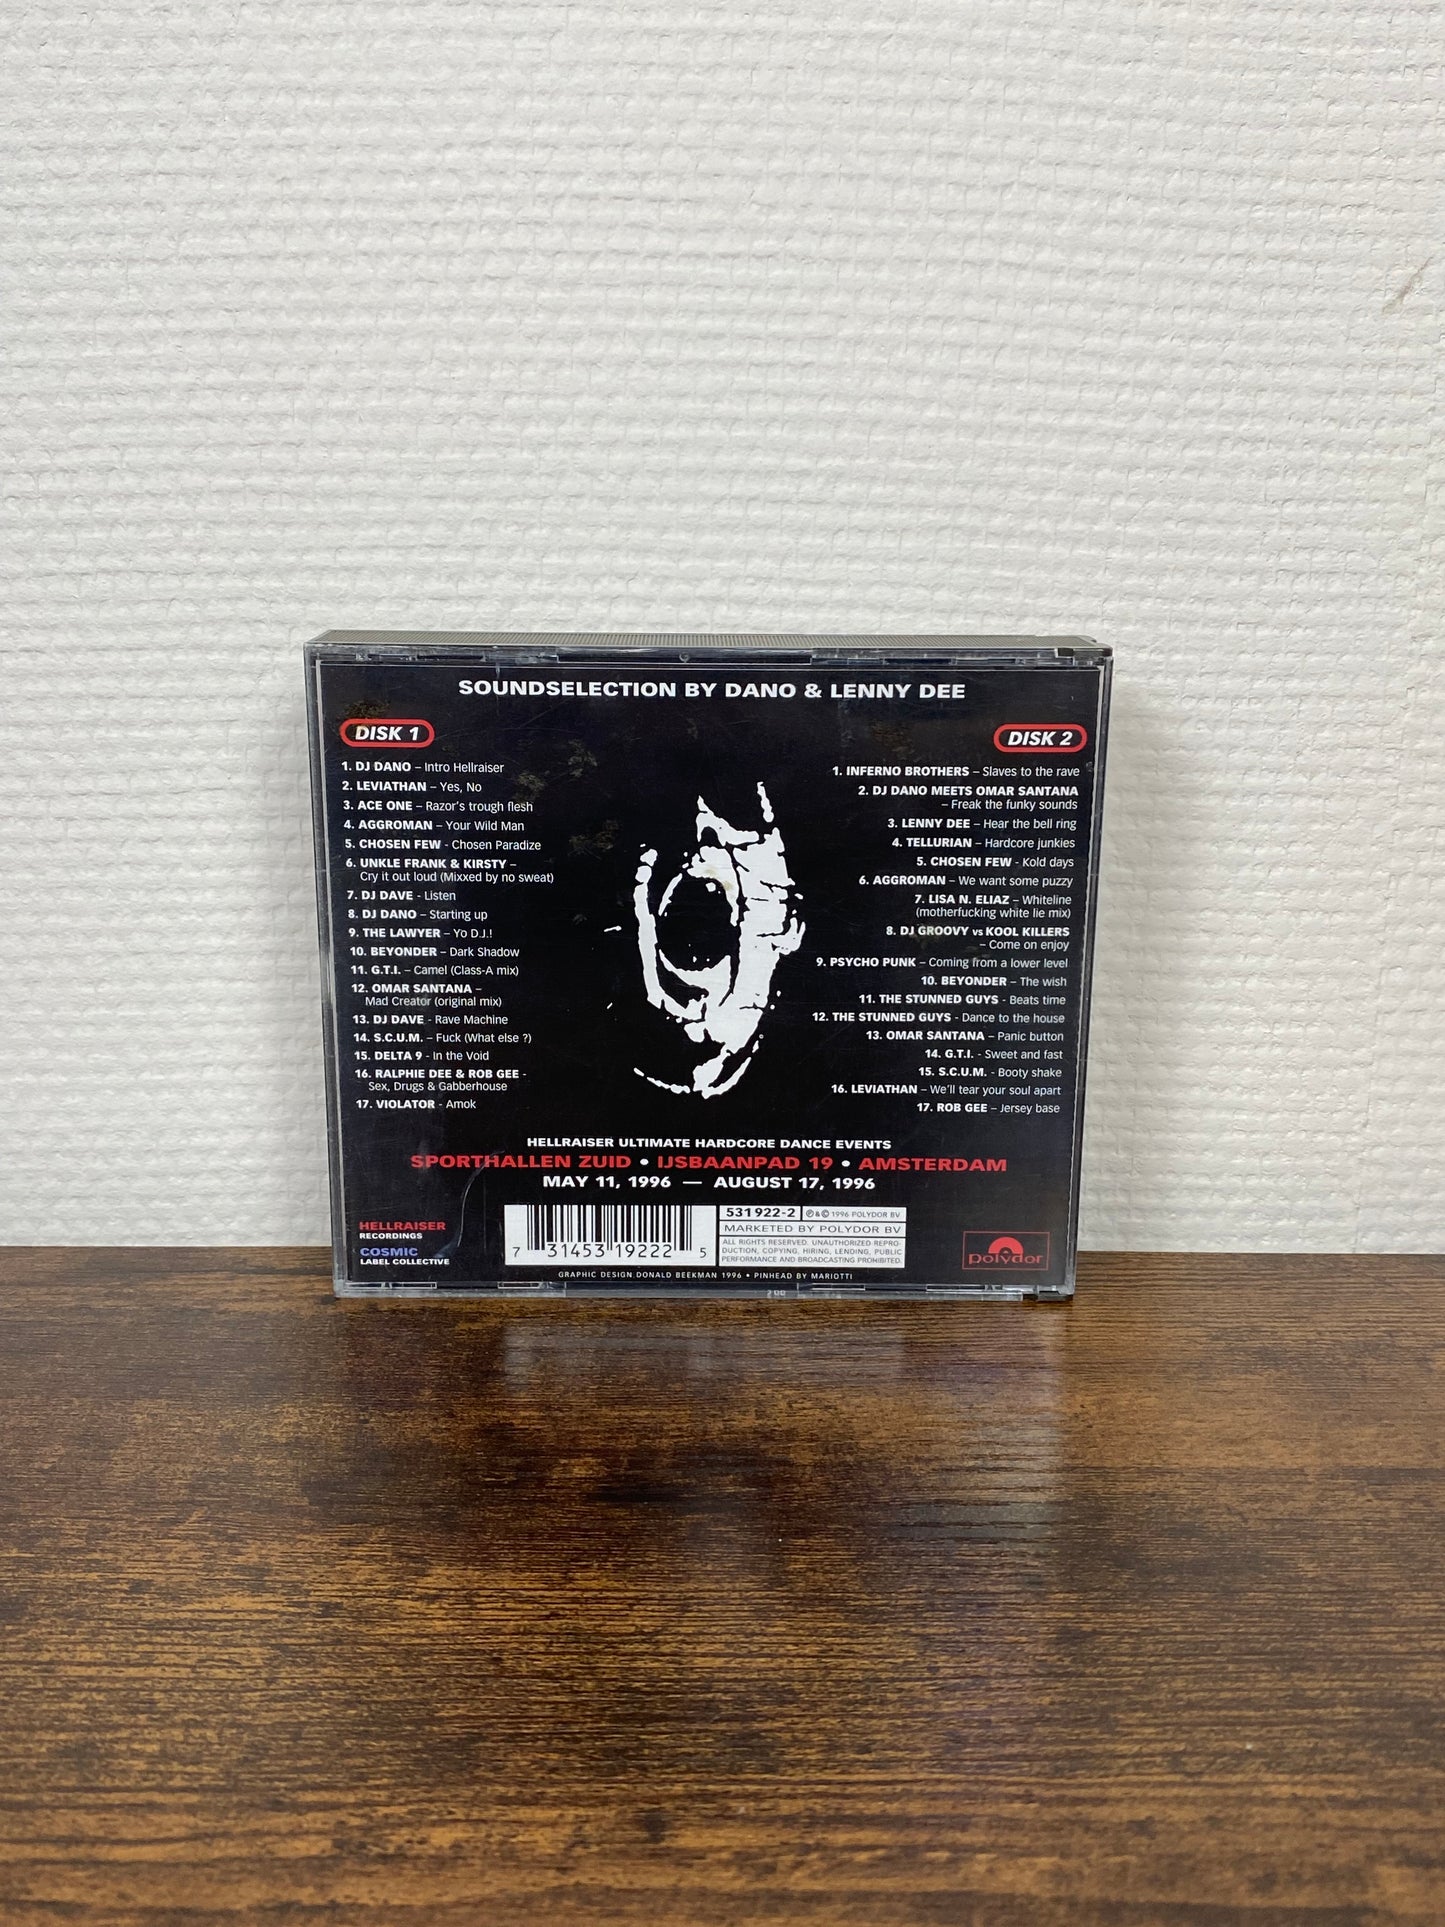 SOUNDSELECTION BY DANO & LENNY DEE
DISK 1
1. DJ DANO – Intro Hellraiser
2. LEVIATHAN – Yes, No
3. ACE ONE – Razor's trough flesh
4. AGGROMAN – Your Wild Man
5. CHOSEN FEW - Chosen Paradize
6. UNKLE FRANK & KIRSTY –
Cry it out loud (Mixxed by no sweat)
7. DJ DAVE - Listen
8. DJ DANO – Starting up
9. THE LAWYER – Yo D.J.!
10. BEYONDER – Dark Shadow
11. G.T.I. – Camel (Class-A mix)
12. OMAR SANTANA –
Mad Creator (original mix)
13. DJ DAVE - Rave Machine
14. S.C.U.M. – Fuck (What else ?)
15. DELTA 9 - In the Void
16. RALPHIE DEE & ROB GEE -
Sex, Drugs & Gabberhouse
17. VIOLATOR - Amok
DISK 2
1. INFERNO BROTHERS – Slaves to the rave
2. DJ DANO MEETS OMAR SANTANA
– Freak the funky sounds
3. LENNY DEE – Hear the bell ring
4. TELLURIAN – Hardcore junkies
5. CHOSEN FEW - Kold days
6. AGGROMAN – We want some puzzy
7. LISA N. ELIAZ – Whiteline
(motherfucking white lie mix)
8. DJ GROOVY vs KOOL KILLERS
– Come on enjoy
9. PSYCHO PUNK – Coming from a lower level
10. BEYONDER – The wish
11. THE STUNNED GUYS - Beats time
12. THE STUNNED GUYS - Dance to the house
13. OMAR SANTANA – Panic button
14. G.T.I. - Sweet and fast
15. S.C.U.M. - Booty shake
16. LEVIATHAN – We'll tear your soul apart
17. ROB GEE – Jersey base
HELLRAISER ULTIMATE HARDCORE DANCE EVENTS
SPORTHALLEN ZUID • IJSBAANPAD 19 • AMSTERDAM
MAY 11, 1996 — AUGUST 17, 1996
HELLRAISER
RECORDINGS
COSMIC
LABEL COLLECTIVE
7 31453 19222 5
531 922-2 ℗ & © 1996 POLYDOR BV
MARKETED BY POLYDOR BV
ALL RIGHTS RESERVED. UNAUTHORIZED REPRO-
DUCTION, COPYING, HIRING, LENDING, PUBLIC
PERFORMANCE AND BROADCASTING PROHIBITED.
polydor
GRAPHIC DESIGN DONALD BEEKMAN 1996 • PINHEAD BY MARIOTTI